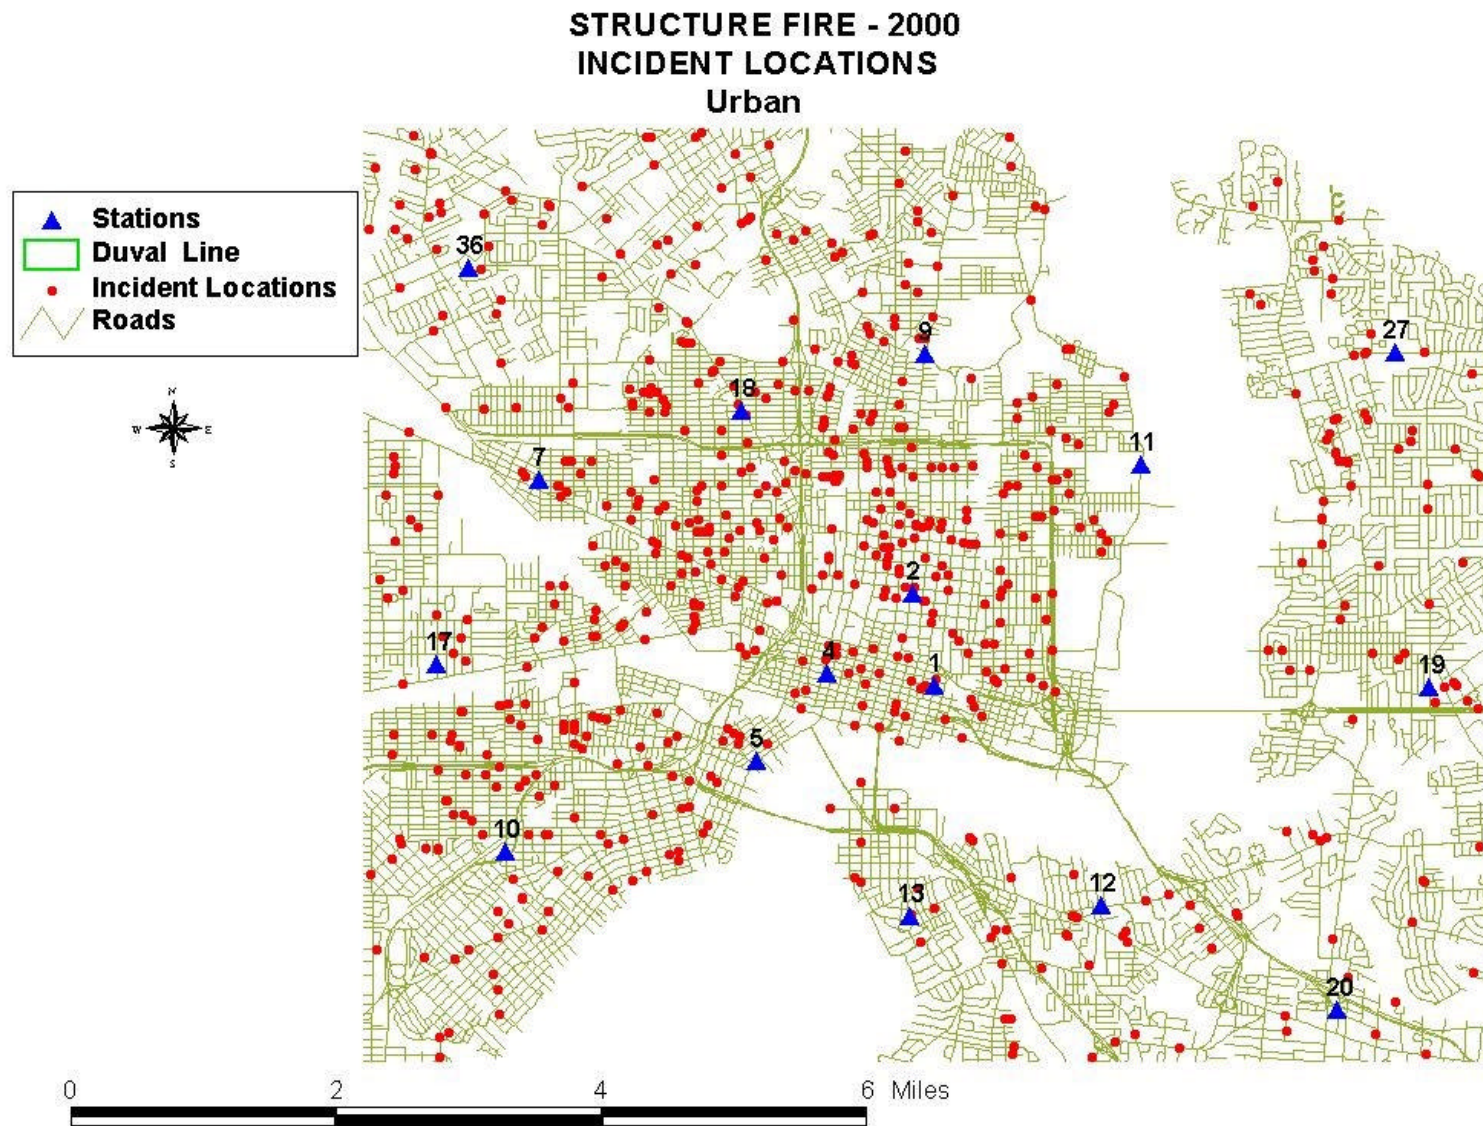 STRUCTURE FIRE - 2000
INCIDENT LOCATIONS
Urban
Stations
Duval Line
Incident Locations
Roads
N
W E
S
36
9
27
18
11
7
2
17
4
1
19
5
10
13
12
20
0 2 4 6 Miles